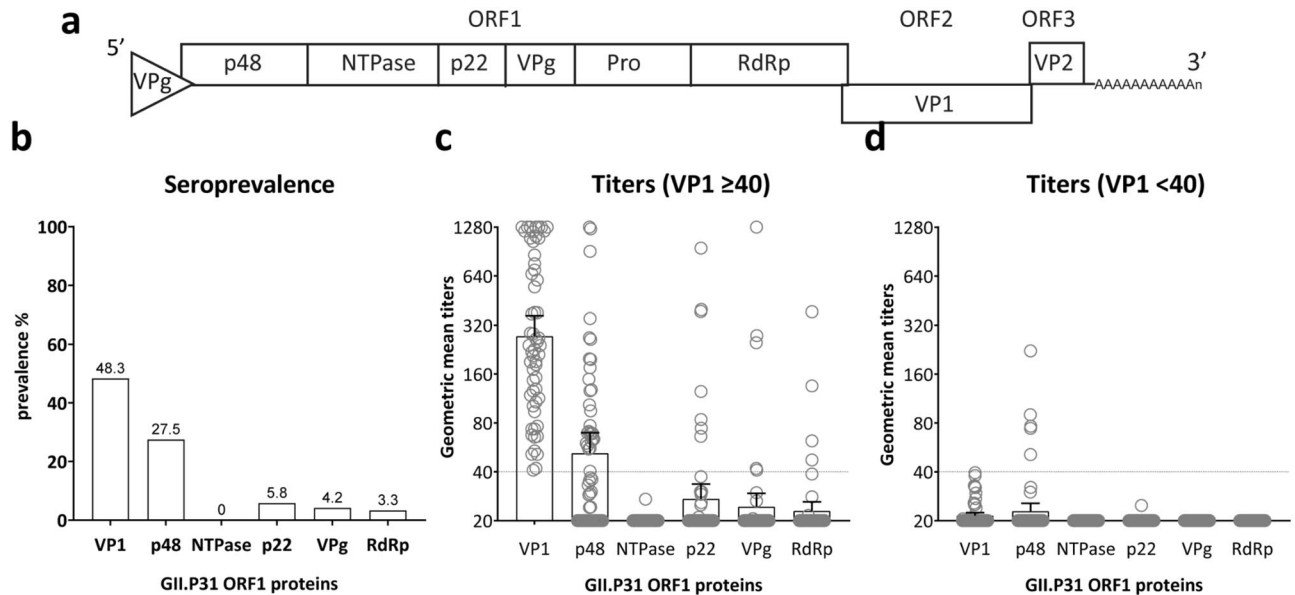 a
ORF1 ORF2 ORF3
5’ 3’
VPg p48 NTPase p22 VPg Pro RdRp VP2
AAAAAAAAAAAn
VP1
b
Seroprevalence
prevalence %
100
80
60
40
20
0
48.3
27.5
0
5.8
4.2
3.3
VP1 p48 NTPase p22 VPg RdRp
GII.P31 ORF1 proteins
c
Titers (VP1 ≥40)
Geometric mean titers
1280
640
320
160
80
40
20
VP1 p48 NTPase p22 VPg RdRp
GII.P31 ORF1 proteins
d
Titers (VP1 <40)
Geometric mean titers
1280
640
320
160
80
40
20
VP1 p48 NTPase p22 VPg RdRp
GII.P31 ORF1 proteins